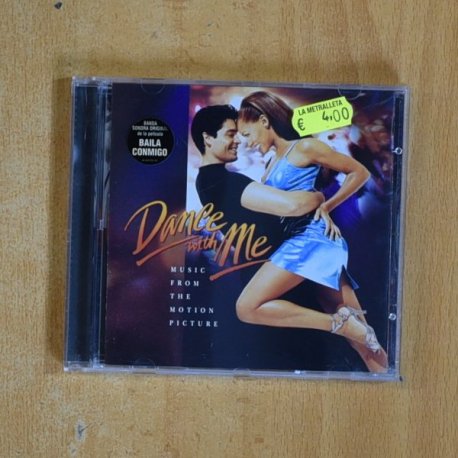 BANDA
SONORA ORIGINAL
de la película
BAILA
CONMIGO
LA METRALLETA
€ 4,00
Dance
with Me
MUSIC
FROM
THE
MOTION
PICTURE